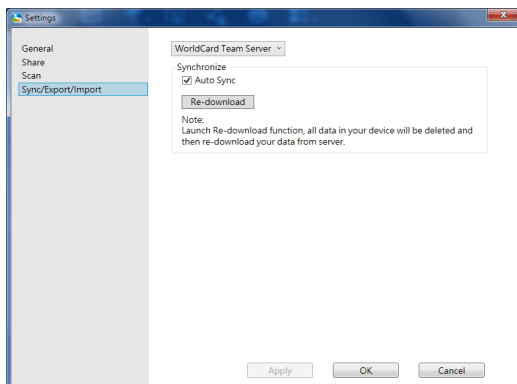 Settings
General
Share
Scan
Sync/Export/Import
WorldCard Team Server
Synchronize
Auto Sync
Re-download
Note:
Launch Re-download function, all data in your device will be deleted and
then re-download your data from server.
Apply
OK
Cancel